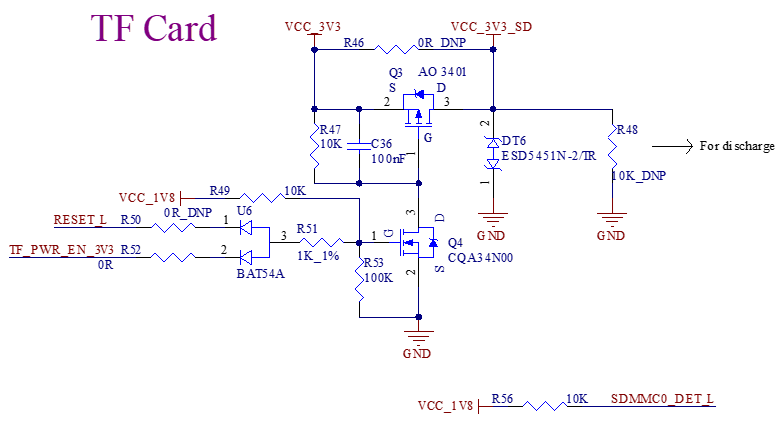 TF Card
VCC_3V3
VCC_3V3_SD
R46
0R_DNP
Q3
AO 3401
S
D
2
3
G
1
R47
10K
C36
100nF
2
DT6
ESD5451N-2/TR
1
R48
10K_DNP
For discharge
GND
GND
VCC_1V8
R49
10K
RESET_L
R50
0R_DNP
U6
1
TF_PWR_EN_3V3
R52
0R
2
BAT54A
3
R51
1K_1%
1
G
3
D
Q4
CQA34N00
S
2
R53
100K
GND
VCC_1V8
R56
10K
SDMMC0_DET_L